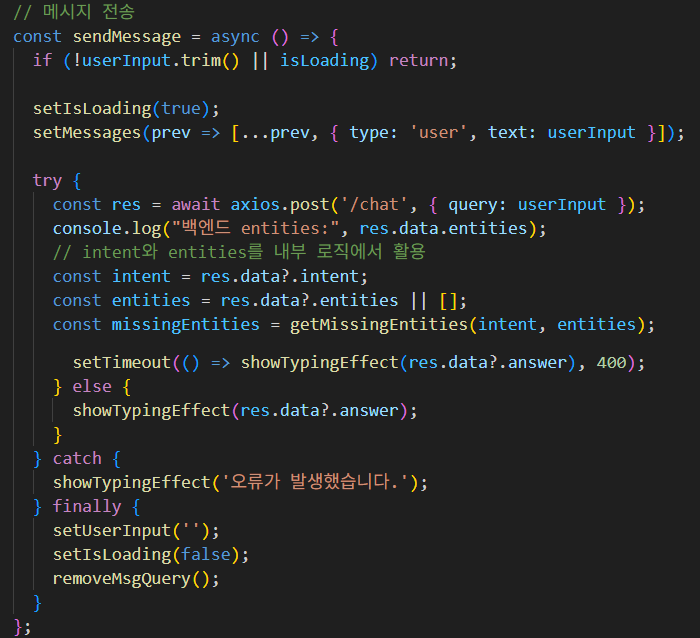 // 메시지 전송
const sendMessage = async () => {
if (!userInput.trim() || isLoading) return;
setIsLoading(true);
setMessages(prev => [...prev, { type: 'user', text: userInput }]);
try {
const res = await axios.post('/chat', { query: userInput });
console.log("백엔드 entities:", res.data.entities);
// intent와 entities를 내부 로직에서 활용
const intent = res.data?.intent;
const entities = res.data?.entities || [];
const missingEntities = getMissingEntities(intent, entities);
setTimeout(() => showTypingEffect(res.data?.answer), 400);
} else {
showTypingEffect(res.data?.answer);
}
} catch {
showTypingEffect('오류가 발생했습니다.');
} finally {
setUserInput('');
setIsLoading(false);
removeMsgQuery();
}
};